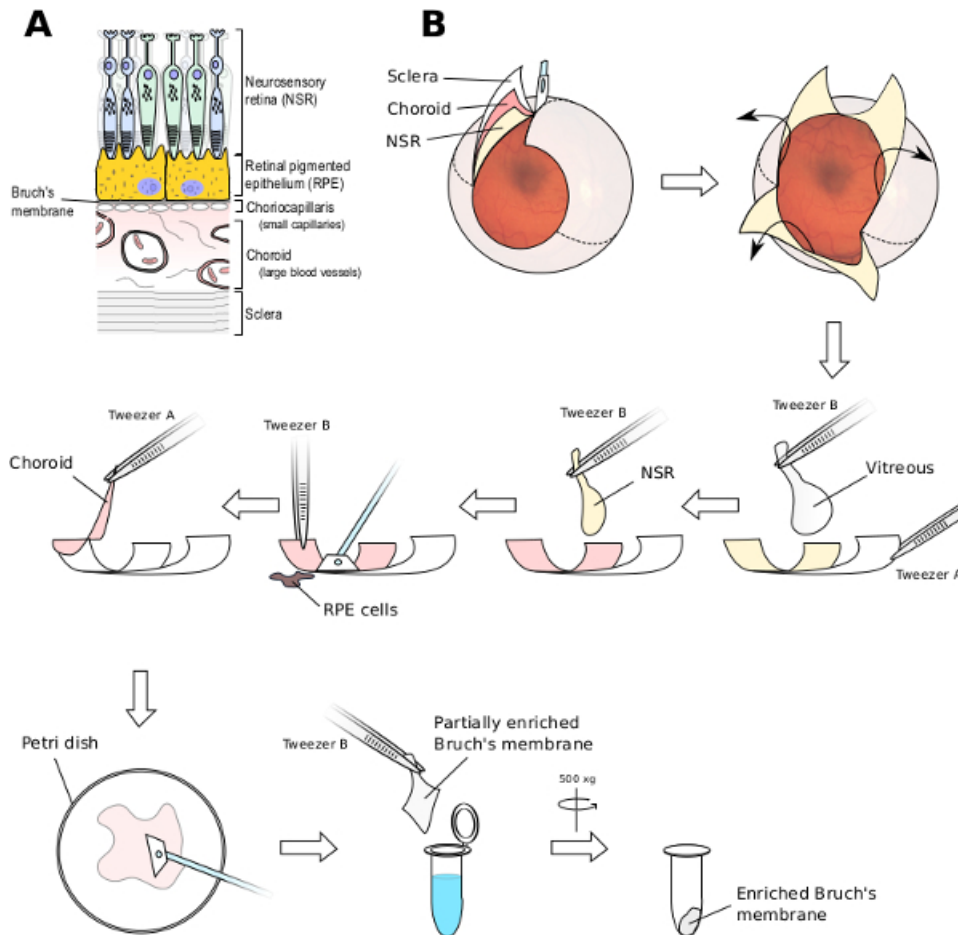 A
Neurosensory
retina (NSR)
Retinal pigmented
epithelium (RPE)
Bruch's
membrane
Choriocapillaris
(small capillaries)
Choroid
(large blood vessels)
Sclera
B
Sclera
Choroid
NSR
Tweezer A
Choroid
Tweezer B
RPE cells
Tweezer B
NSR
Tweezer B
Vitreous
Tweezer A
Petri dish
Tweezer B
Partially enriched
Bruch's membrane
500 xg
Enriched Bruch's
membrane